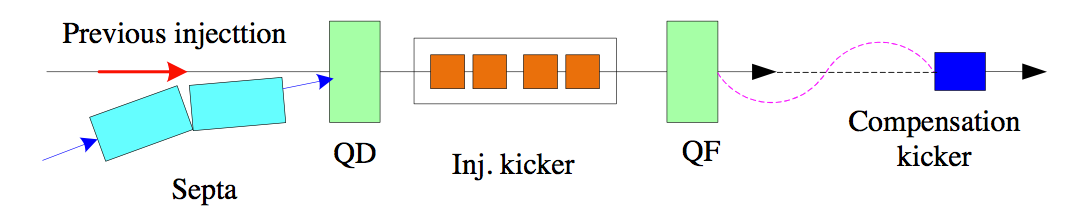 Previous injecttion
QD
Inj. kicker
QF
Septa
Compensation
kicker